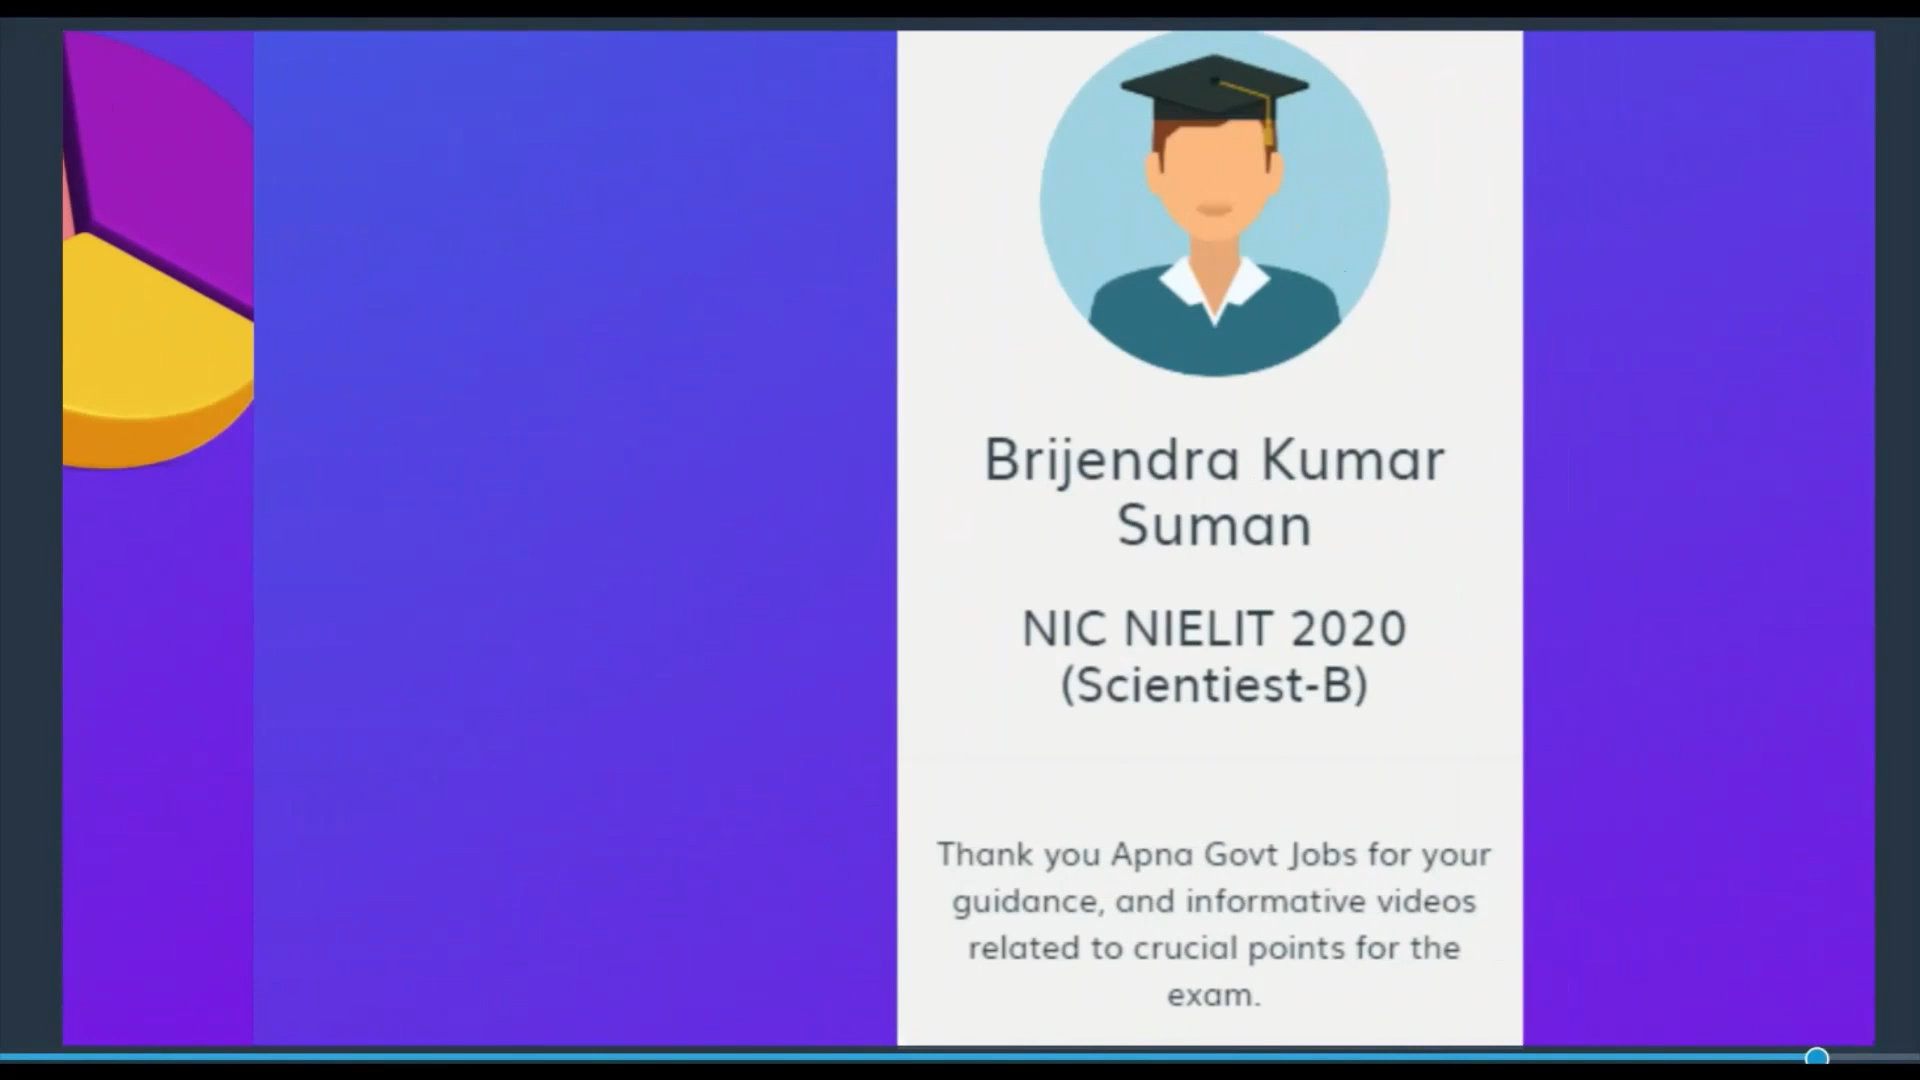 Brijendra Kumar
Suman
NIC NIELIT 2020
(Scientiest-B)
Thank you Apna Govt Jobs for your
guidance, and informative videos
related to crucial points for the
exam.